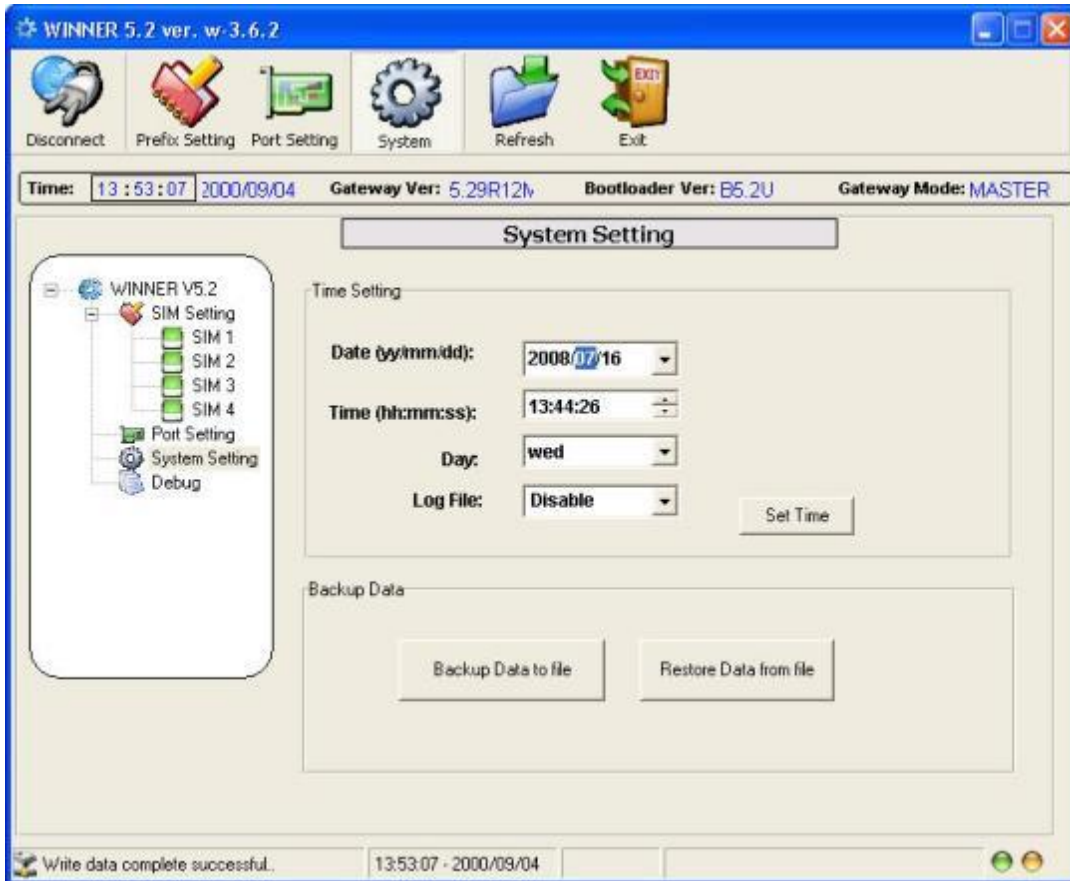 WINNER 5.2 ver. w-3.6.2
Disconnect Prefix Setting Port Setting System Refresh Exit
EXIT
Time: 13:53:07 2000/09/04 Gateway Ver: 5.29R12 Bootloader Ver: B5.2U Gateway Mode: MASTER
System Setting
WINNER V5.2
SIM Setting
SIM 1
SIM 2
SIM 3
SIM 4
Port Setting
System Setting
Debug
Time Setting
Date (yy/mm/dd): 2008/07/16
Time (hh:mm:ss): 13:44:26
Day: wed
Log File: Disable
Set Time
Backup Data
Backup Data to file Restore Data from file
Write data complete successful.. 13:53:07 - 2000/09/04